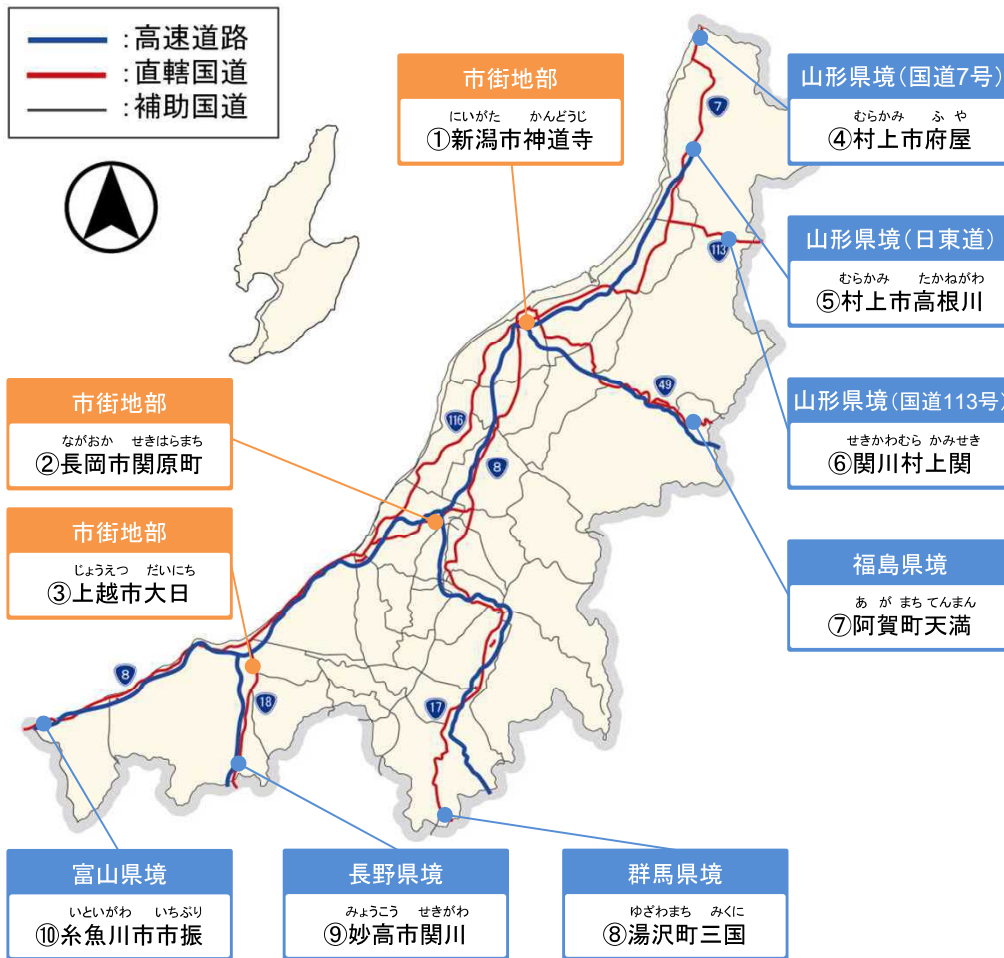 ：高速道路
：直轄国道
：補助国道
市街地部
にいがた　かんどうじ
①新潟市神道寺
山形県境（国道7号）
むらかみ　ふ や
④村上市府屋
7
山形県境（日東道）
むらかみ　たかねがわ
⑤村上市高根川
113
山形県境（国道113号）
せきかわむら かみせき
⑥関川村上関
49
市街地部
ながおか　せきはらまち
②長岡市関原町
116
8
市街地部
じょうえつ　だいにち
③上越市大日
福島県境
あ が まち てんまん
⑦阿賀町天満
8
18
17
富山県境
いといがわ　いちぶり
⑩糸魚川市市振
長野県境
みょうこう　せきがわ
⑨妙高市関川
群馬県境
ゆざわまち　みくに
⑧湯沢町三国